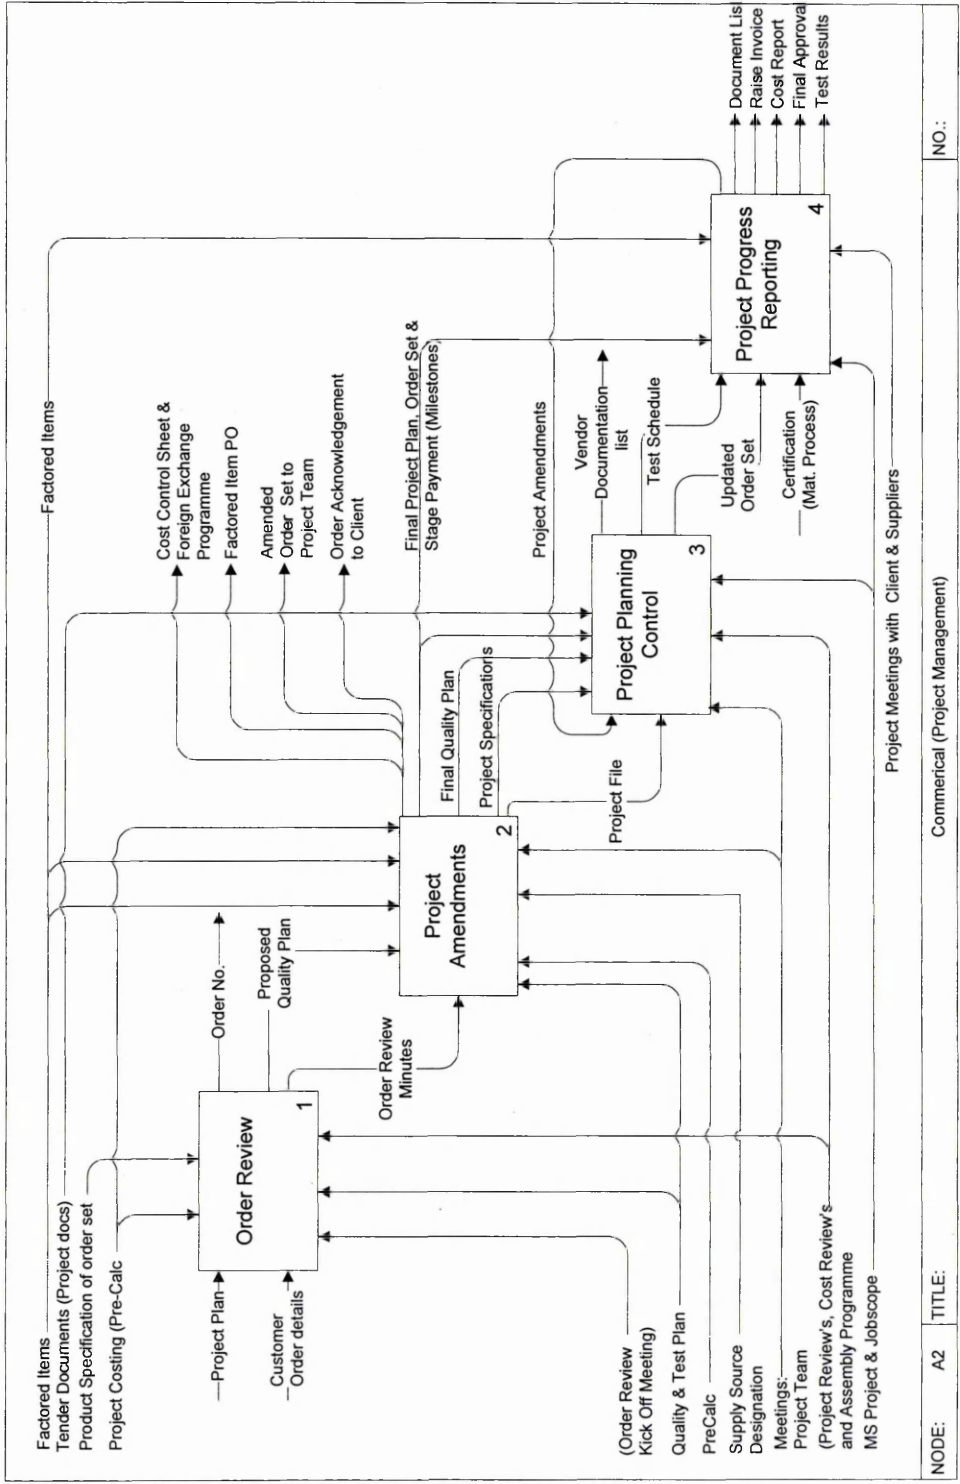 Factored Items
Tender Documents (Project docs)
Product Specification of order set
Project Costing (Pre-Calc)
Factored Items
Cost Control Sheet &
Foreign Exchange
Programme
Factored Item PO
Amended
Order Set to
Project Team
Order Acknowledgement
to Client
Final Project Plan, Order Set &
Stage Payment (Milestones)
Project Plan
Customer
Order details
Order Review
1
Order No.
Proposed
Quality Plan
Order Review
Minutes
Project
Amendments
2
Final Quality Plan
Project Specifications
Project File
Project Amendments
Project Planning
Control
3
Vendor
Documentation
list
Test Schedule
Updated
Order Set
Certification
(Mat. Process)
Project Progress
Reporting
4
Document Lis
Raise Invoice
Cost Report
Final Approva
Test Results
(Order Review
Kick Off Meeting)
Quality & Test Plan
PreCalc
Supply Source
Designation
Meetings:
Project Team
(Project Review's, Cost Review's
and Assembly Programme
MS Project & Jobscope
Project Meetings with Client & Suppliers
NODE:
A2
TITLE:
Commerical (Project Management)
NO.: